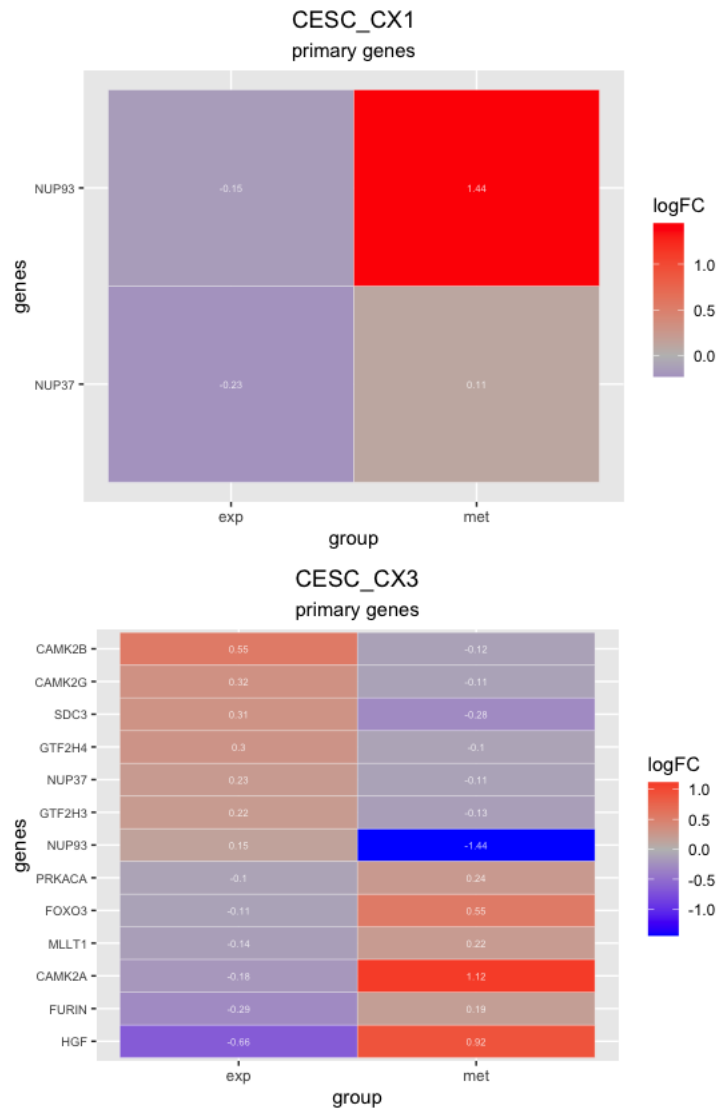 CESC_CX1
primary genes
NUP93
-0.15
1.44
NUP37
-0.23
0.11
genes
exp
met
group
logFC
1.0
0.5
0.0
CESC_CX3
primary genes
CAMK2B
0.55
-0.12
CAMK2G
0.32
-0.11
SDC3
0.31
-0.28
GTF2H4
0.3
-0.1
NUP37
0.23
-0.11
GTF2H3
0.22
-0.13
NUP93
0.15
-1.44
PRKACA
-0.1
0.24
FOXO3
-0.11
0.55
MLLT1
-0.14
0.22
CAMK2A
-0.18
1.12
FURIN
-0.29
0.19
HGF
-0.66
0.92
genes
exp
met
group
logFC
1.0
0.5
0.0
-0.5
-1.0